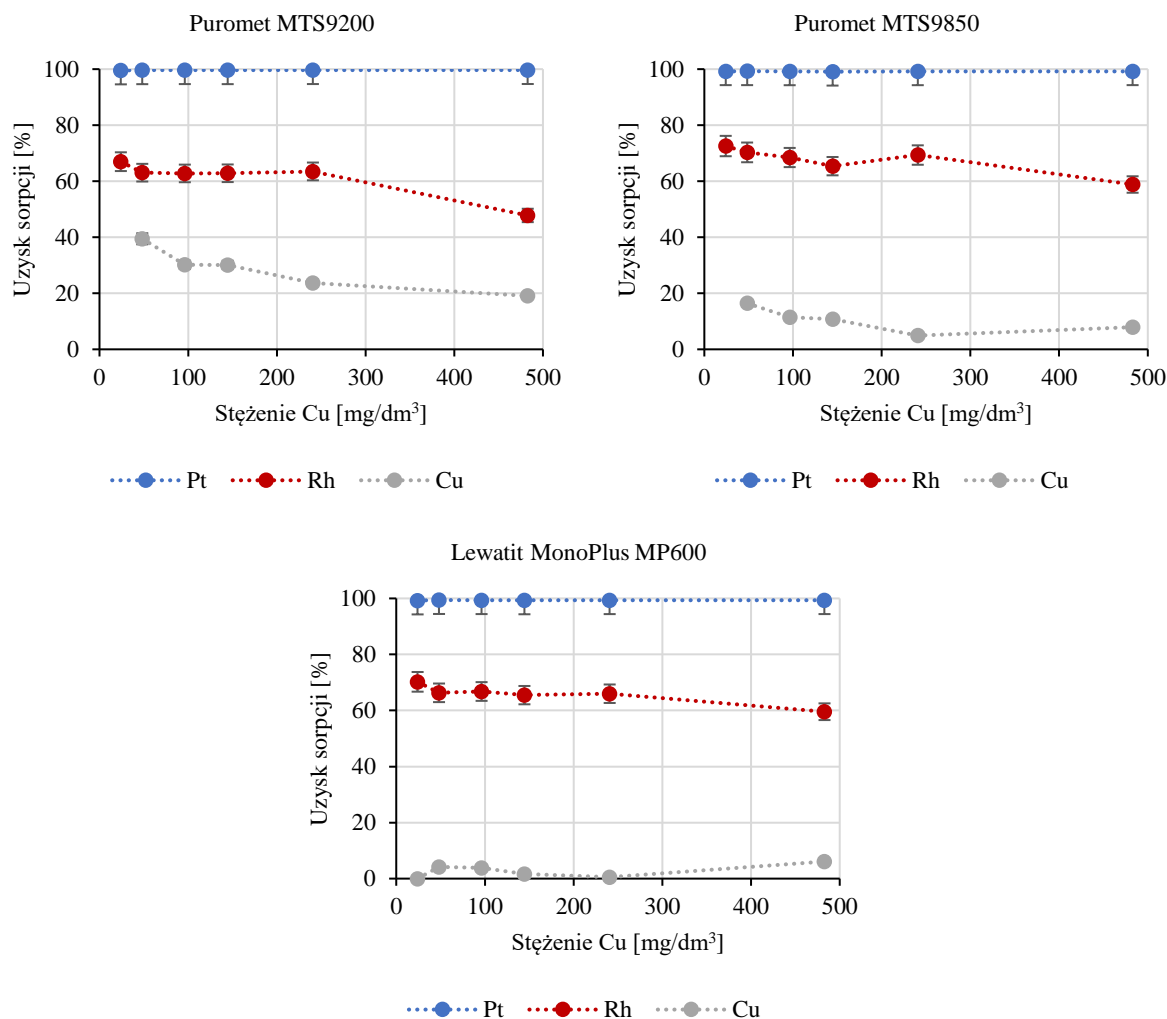 Puromet MTS9200
Uzysk sorpcji [%]
100
80
60
40
20
0
0 100 200 300 400 500
Stężenie Cu [mg/dm³]
Pt Rh Cu
Puromet MTS9850
Uzysk sorpcji [%]
100
80
60
40
20
0
0 100 200 300 400 500
Stężenie Cu [mg/dm³]
Pt Rh Cu
Lewatit MonoPlus MP600
Uzysk sorpcji [%]
100
80
60
40
20
0
0 100 200 300 400 500
Stężenie Cu [mg/dm³]
Pt Rh Cu